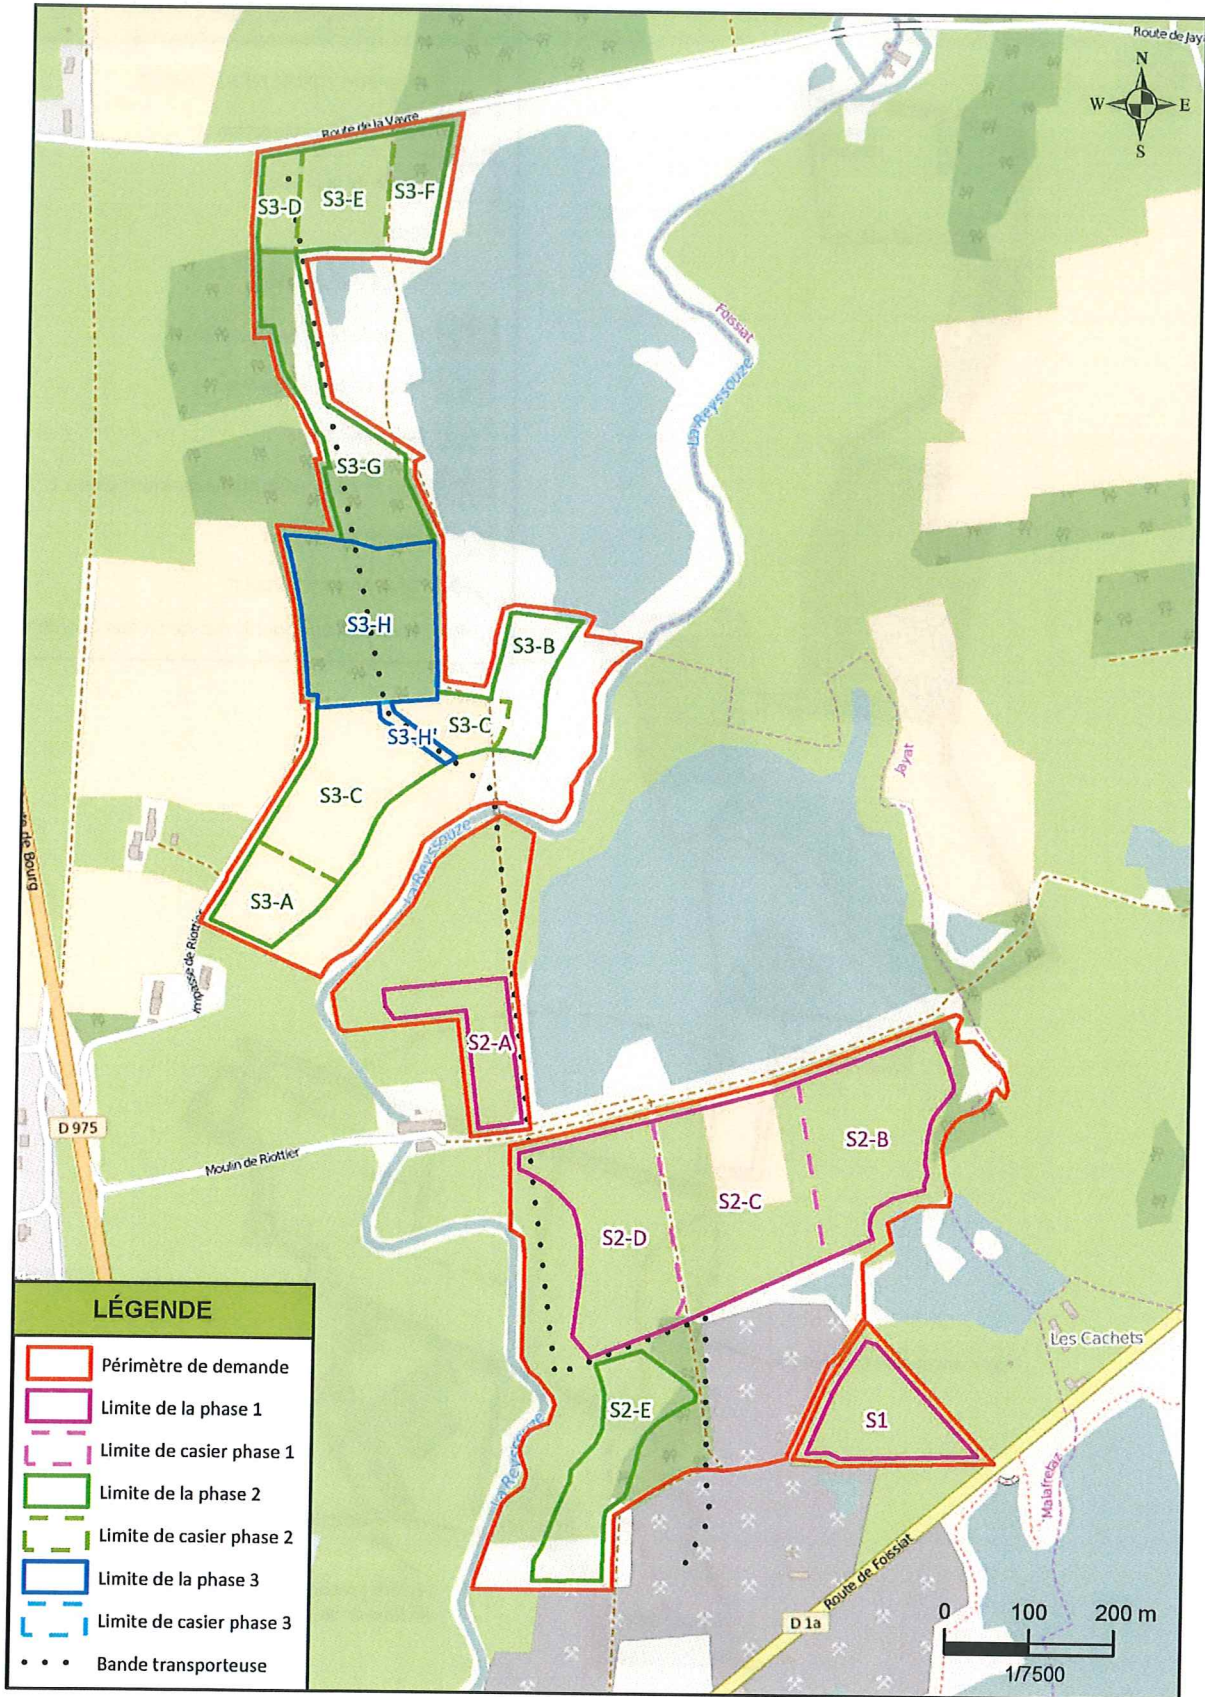 Route de Jaya
N
W E
S
Route de la Vavre
S3-D
S3-E
S3-F
Foissiat
La Reyssouze
S3-G
S3-H
S3-B
S3-C
S3-H'
Jayat
S3-C
La Reyssouze
S3-A
de Bourg
Impasse de Riottier
S2-A
D 975
Moulin de Riottier
S2-B
S2-C
S2-D
Les Cachets
S2-E
S1
La Reyssouze
Malafretaz
Route de Foissiat
D 1a
LÉGENDE
Périmètre de demande
Limite de la phase 1
Limite de casier phase 1
Limite de la phase 2
Limite de casier phase 2
Limite de la phase 3
Limite de casier phase 3
Bande transporteuse
0 100 200 m
1/7500